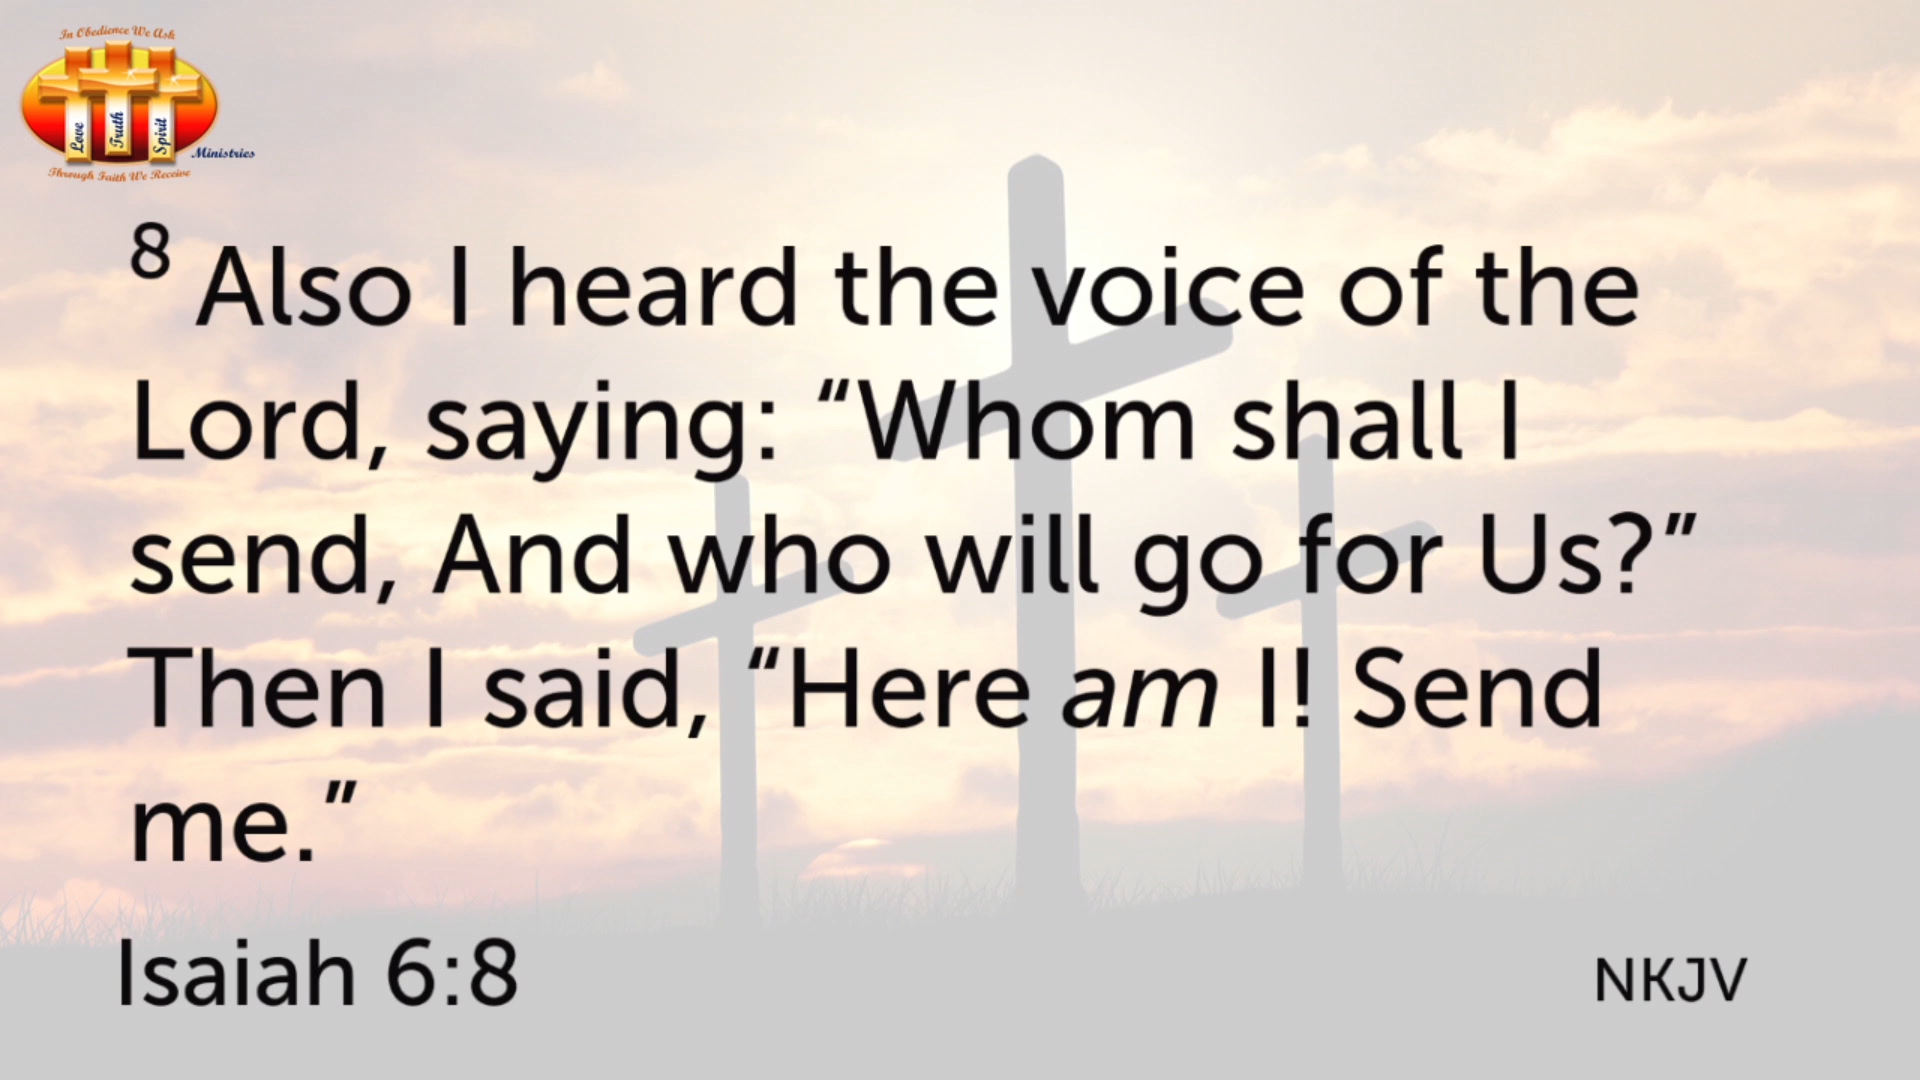 In Obedience We Ask
Love
Truth
Spirit
Ministries
Through Faith We Receive
8 Also I heard the voice of the
Lord, saying: “Whom shall I
send, And who will go for Us?”
Then I said, “Here am I! Send
me.”
Isaiah 6:8
NKJV